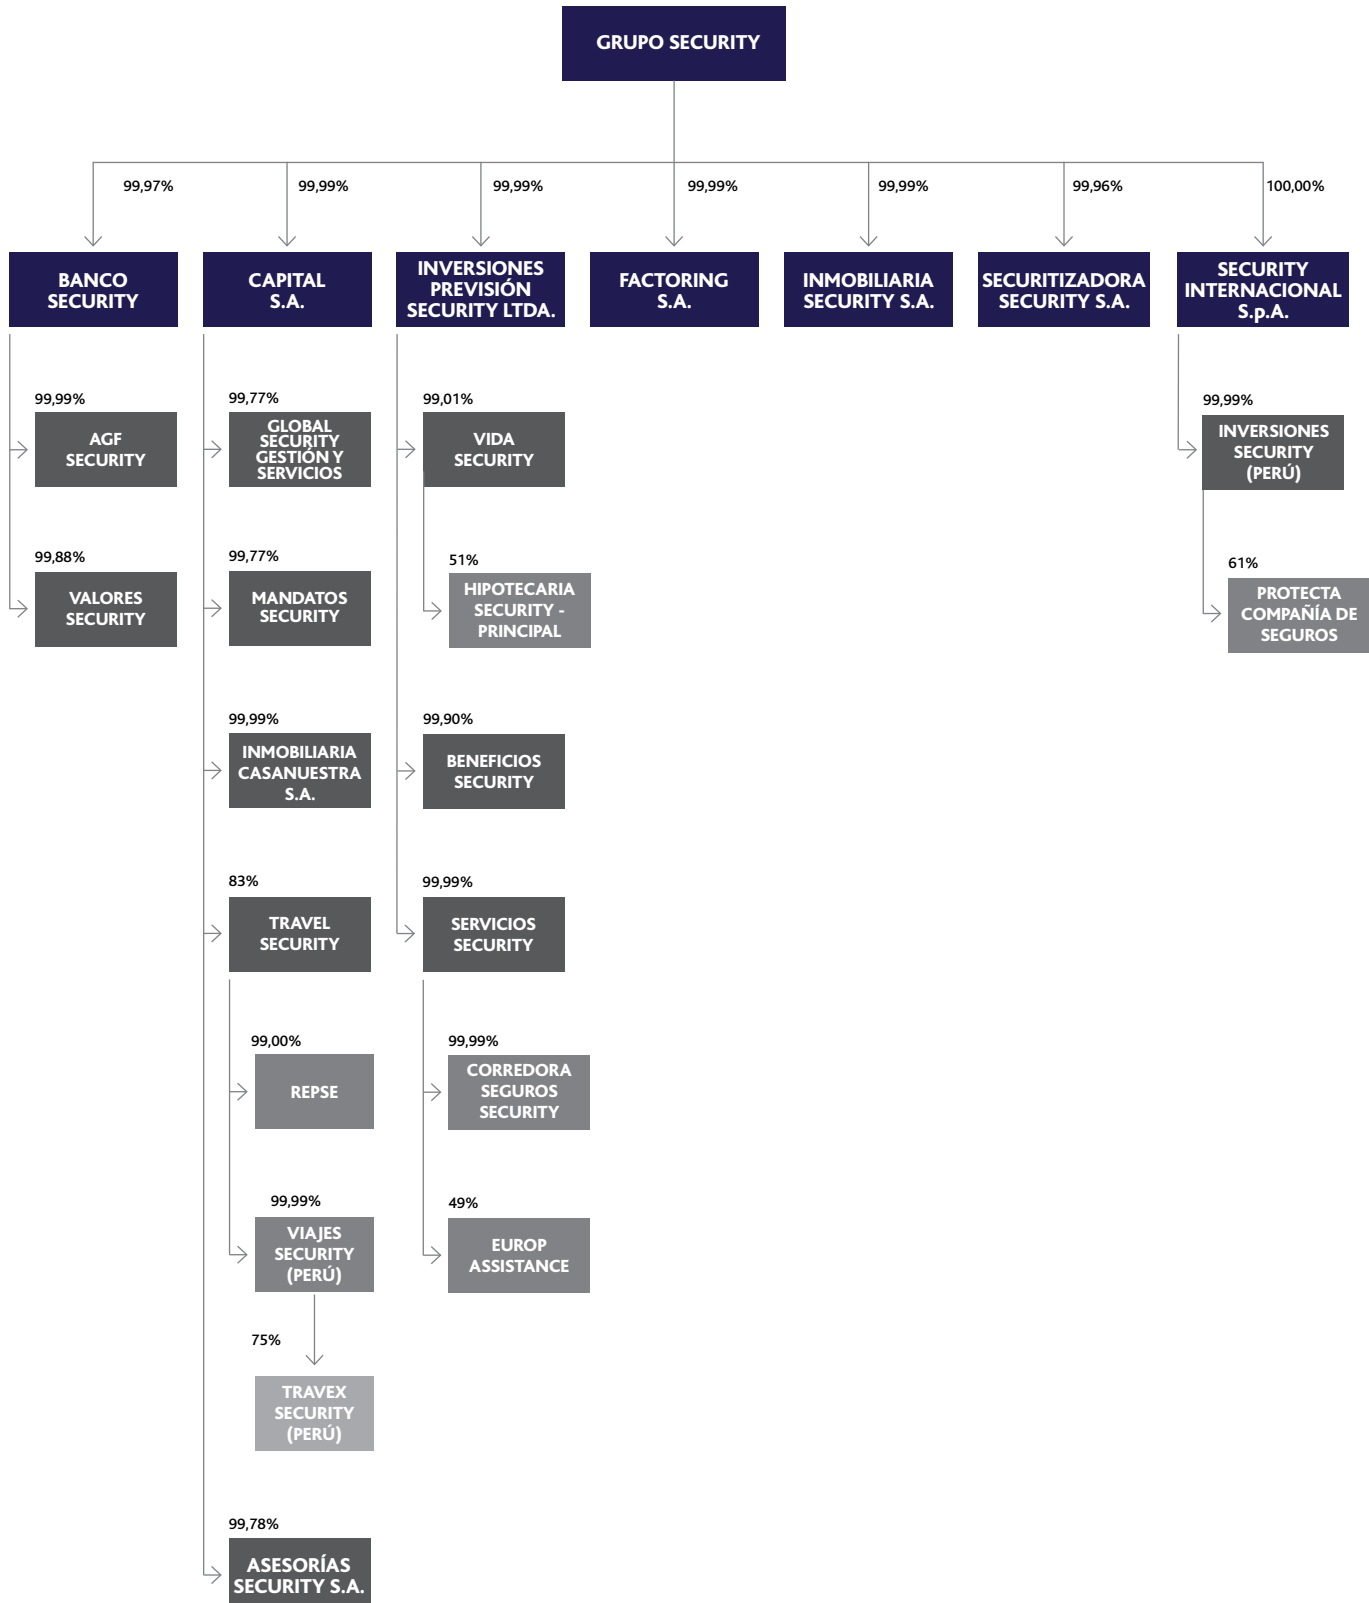 GRUPO SECURITY
99,97%
99,99%
99,99%
99,99%
99,99%
99,96%
100,00%
BANCO
SECURITY
CAPITAL
S.A.
INVERSIONES
PREVISIÓN
SECURITY LTDA.
FACTORING
S.A.
INMOBILIARIA
SECURITY S.A.
SECURITIZADORA
SECURITY S.A.
SECURITY
INTERNACIONAL
S.p.A.
99,99%
AGF
SECURITY
99,88%
VALORES
SECURITY
99,77%
GLOBAL
SECURITY
GESTIÓN Y
SERVICIOS
99,77%
MANDATOS
SECURITY
99,99%
INMOBILIARIA
CASANUESTRA
S.A.
83%
TRAVEL
SECURITY
99,00%
REPSE
99,99%
VIAJES
SECURITY
(PERÚ)
75%
TRAVEX
SECURITY
(PERÚ)
99,78%
ASESORÍAS
SECURITY S.A.
99,01%
VIDA
SECURITY
51%
HIPOTECARIA
SECURITY -
PRINCIPAL
99,90%
BENEFICIOS
SECURITY
99,99%
SERVICIOS
SECURITY
99,99%
CORREDORA
SEGUROS
SECURITY
49%
EUROP
ASSISTANCE
99,99%
INVERSIONES
SECURITY
(PERÚ)
61%
PROTECTA
COMPAÑÍA DE
SEGUROS